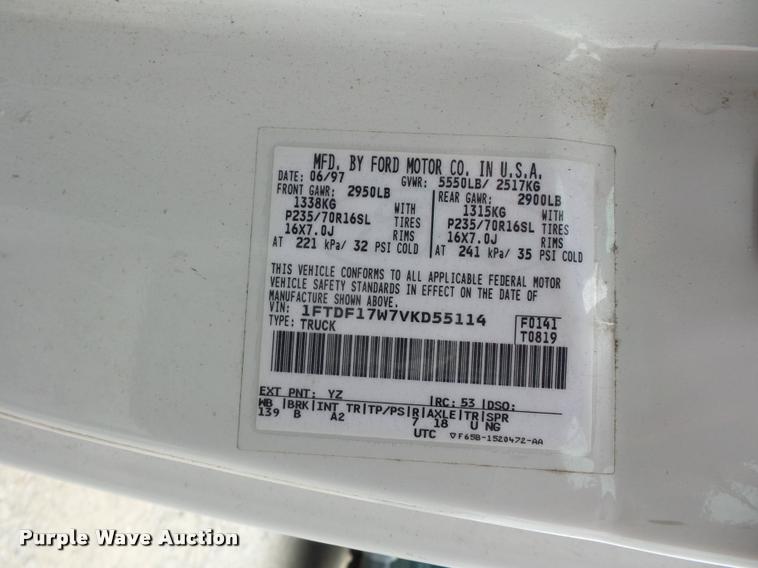 MFD. BY FORD MOTOR CO. IN U.S.A.
DATE: 06/97 GVWR: 5550LB/ 2517KG
FRONT GAWR: 2950LB REAR GAWR: 2900LB
1338KG WITH 1315KG WITH
P235/70R16SL TIRES P235/70R16SL TIRES
16X7.0J RIMS 16X7.0J RIMS
AT 221 kPa/ 32 PSI COLD AT 241 kPa/ 35 PSI COLD
THIS VEHICLE CONFORMS TO ALL APPLICABLE FEDERAL MOTOR
VEHICLE SAFETY STANDARDS IN EFFECT ON THE DATE OF
MANUFACTURE SHOWN ABOVE.
VIN: 1FTDF17W7VKD55114 F0141
TYPE: TRUCK T0819
EXT PNT: YZ RC: 53 DSO:
WB BRK INT TR TP/PS R AXLE TR SPR
139 B A2 7 18 U NG
UTC ▽F65B-1520472-AA
Purple Wave Auction